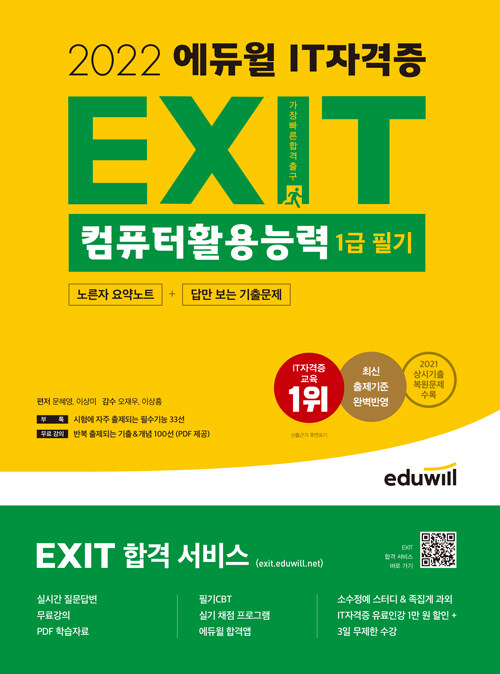 2022 에듀윌 IT자격증
EXIT
가장빠른합격출구
컴퓨터활용능력 1급 필기
노른자 요약노트 + 답만 보는 기출문제
IT자격증
교육
1위
최신
출제기준
완벽반영
2021
상시기출
복원문제
수록
편저 문혜영, 이상미 감수 오재우, 이상흠
부 록 시험에 자주 출제되는 필수기능 33선
무료 강의 반복 출제되는 기출&개념 100선 (PDF 제공)
산출근거 후면표기
eduwill
EXIT 합격 서비스 (exit.eduwill.net)
EXIT
합격 서비스
바로 가기
실시간 질문답변
무료강의
PDF 학습자료
필기CBT
실기 채점 프로그램
에듀윌 합격앱
소수정예 스터디 & 족집게 과외
IT자격증 유료인강 1만 원 할인 +
3일 무제한 수강